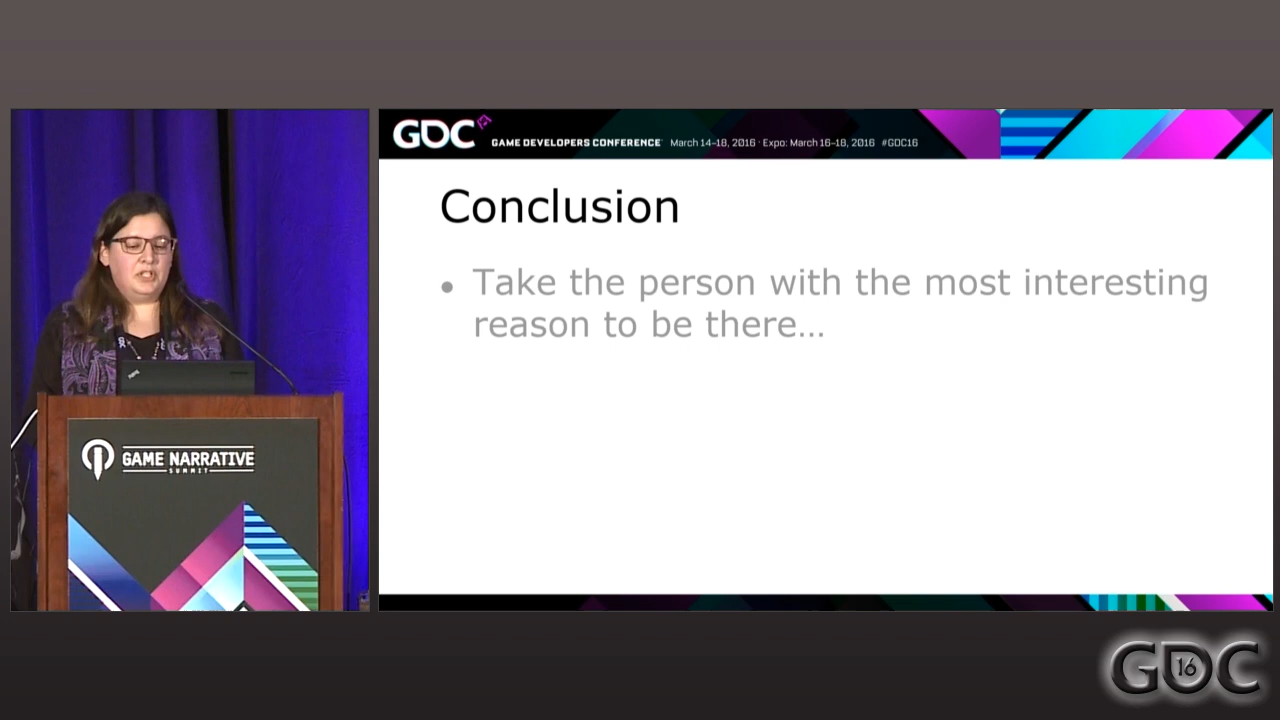 GDC
GAME DEVELOPERS CONFERENCE March 14-18, 2016 · Expo: March 16-18, 2016 #GDC16
Conclusion
• Take the person with the most interesting
reason to be there...
GAME NARRATIVE
SUMMIT
GDC
16